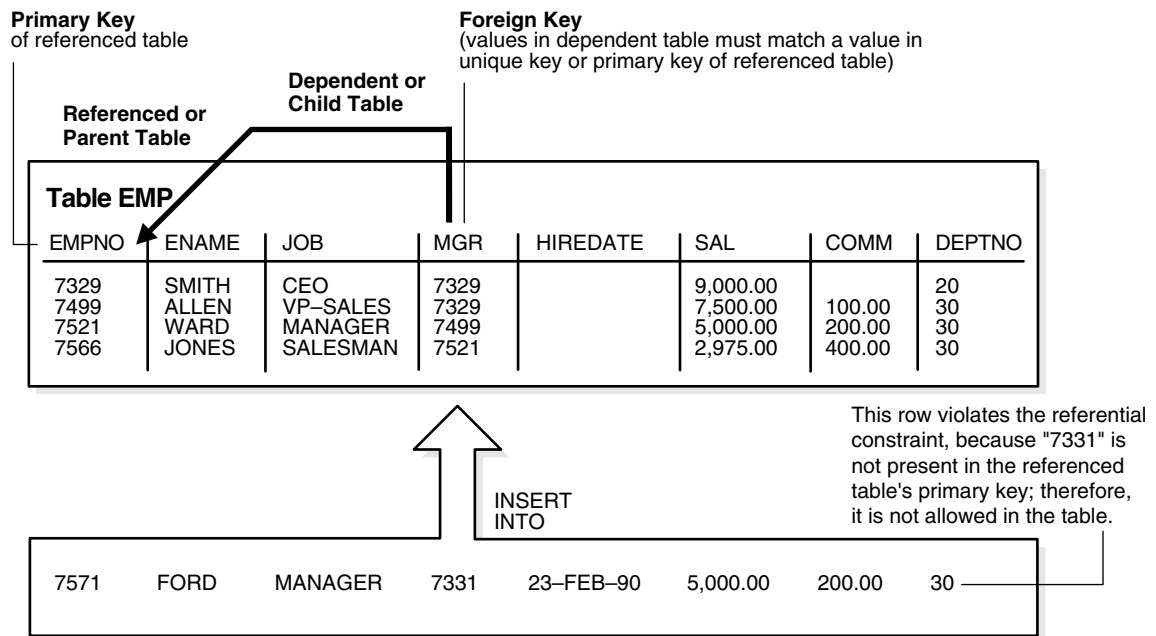 Primary Key
of referenced table
Foreign Key
(values in dependent table must match a value in
unique key or primary key of referenced table)
Dependent or
Child Table
Referenced or
Parent Table
Table EMP
EMPNO ENAME JOB MGR HIREDATE SAL COMM DEPTNO
7329 SMITH CEO 7329 9,000.00 20
7499 ALLEN VP–SALES 7329 7,500.00 100.00 30
7521 WARD MANAGER 7499 5,000.00 200.00 30
7566 JONES SALESMAN 7521 2,975.00 400.00 30
This row violates the referential
constraint, because "7331" is
not present in the referenced
table's primary key; therefore,
it is not allowed in the table.
INSERT
INTO
7571 FORD MANAGER 7331 23–FEB–90 5,000.00 200.00 30